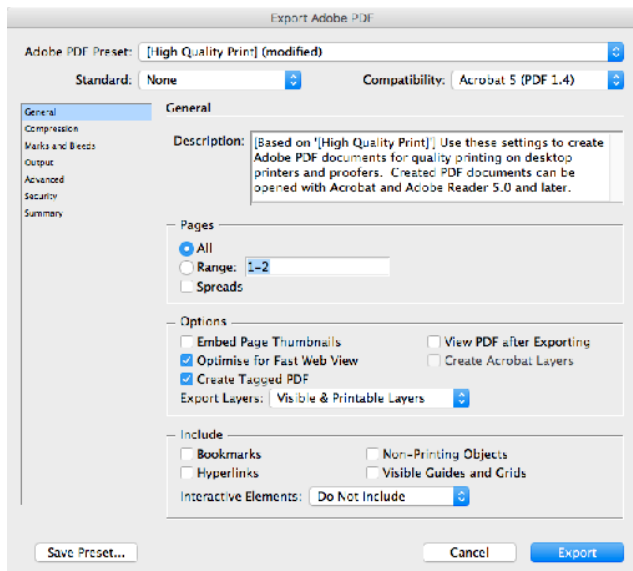 Export Adobe PDF
Adobe PDF Preset: [High Quality Print] (modified)
Standard: None Compatibility: Acrobat 5 (PDF 1.4)
General
Compression
Marks and Bleeds
Output
Advanced
Security
Summary
General
Description: [Based on '[High Quality Print]'] Use these settings to create
Adobe PDF documents for quality printing on desktop
printers and proofers. Created PDF documents can be
opened with Acrobat and Adobe Reader 5.0 and later.
Pages
All
Range: 1-2
Spreads
Options
Embed Page Thumbnails View PDF after Exporting
Optimise for Fast Web View Create Acrobat Layers
Create Tagged PDF
Export Layers: Visible & Printable Layers
Include
Bookmarks Non-Printing Objects
Hyperlinks Visible Guides and Grids
Interactive Elements: Do Not Include
Save Preset... Cancel Export